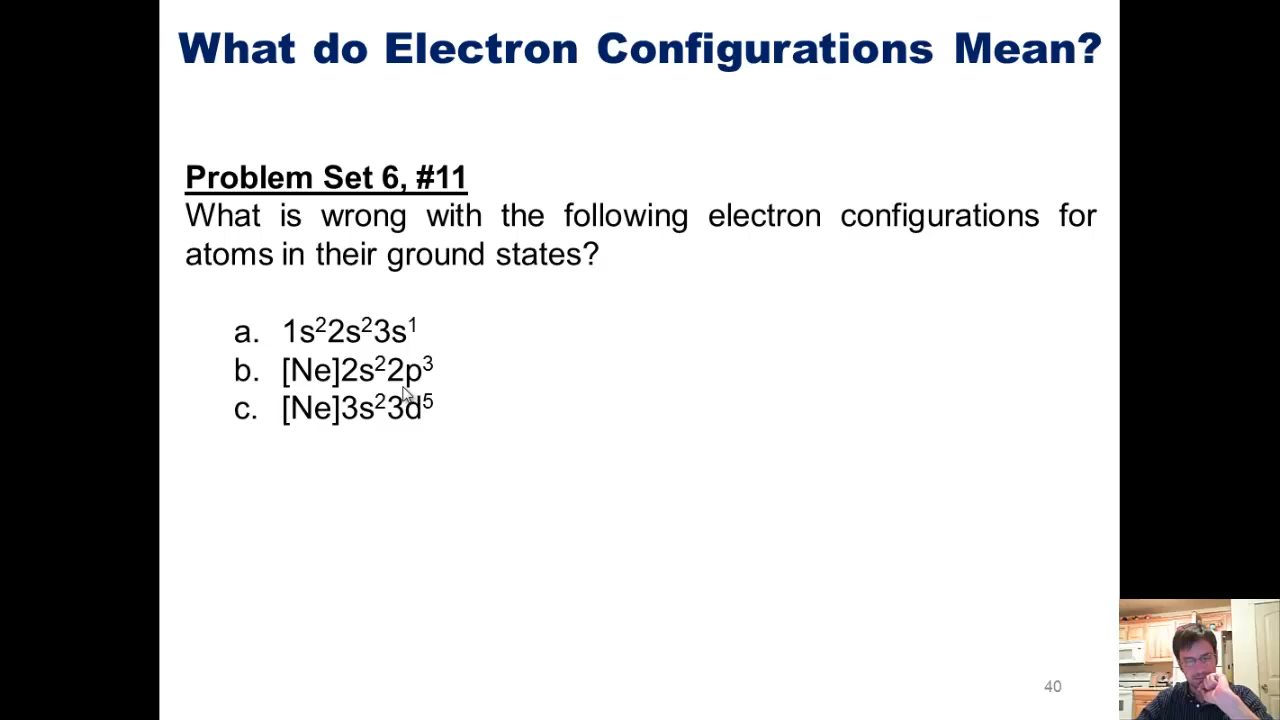 What do Electron Configurations Mean?
Problem Set 6, #11
What is wrong with the following electron configurations for
atoms in their ground states?
a. 1s²2s²3s¹
b. [Ne]2s²2p³
c. [Ne]3s²3d⁵
40